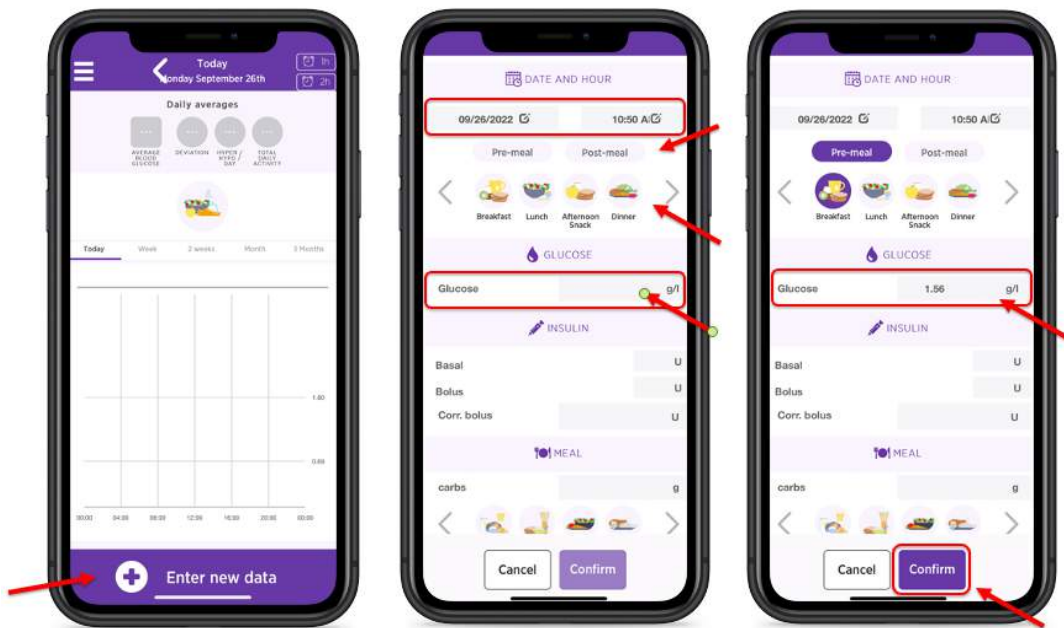 Today
Monday September 26th
1h
2h
Daily averages
AVERAGE BLOOD GLUCOSE
DEVIATION
HYPER / HYPO / DAY
TOTAL DAILY ACTIVITY
Today Week 2 weeks Month 3 Months
1.80
00:00 04:00 08:00 12:00 16:00 20:00 00:00
Enter new data
DATE AND HOUR
09/26/2022 10:50 A
Pre-meal Post-meal
Breakfast Lunch Afternoon Snack Dinner
GLUCOSE
Glucose g/l
INSULIN
Basal U
Bolus U
Corr. bolus U
MEAL
carbs g
Cancel Confirm
DATE AND HOUR
09/26/2022 10:50 A
Pre-meal Post-meal
Breakfast Lunch Afternoon Snack Dinner
GLUCOSE
Glucose 1.56 g/l
INSULIN
Basal U
Bolus U
Corr. bolus U
MEAL
carbs g
Cancel Confirm